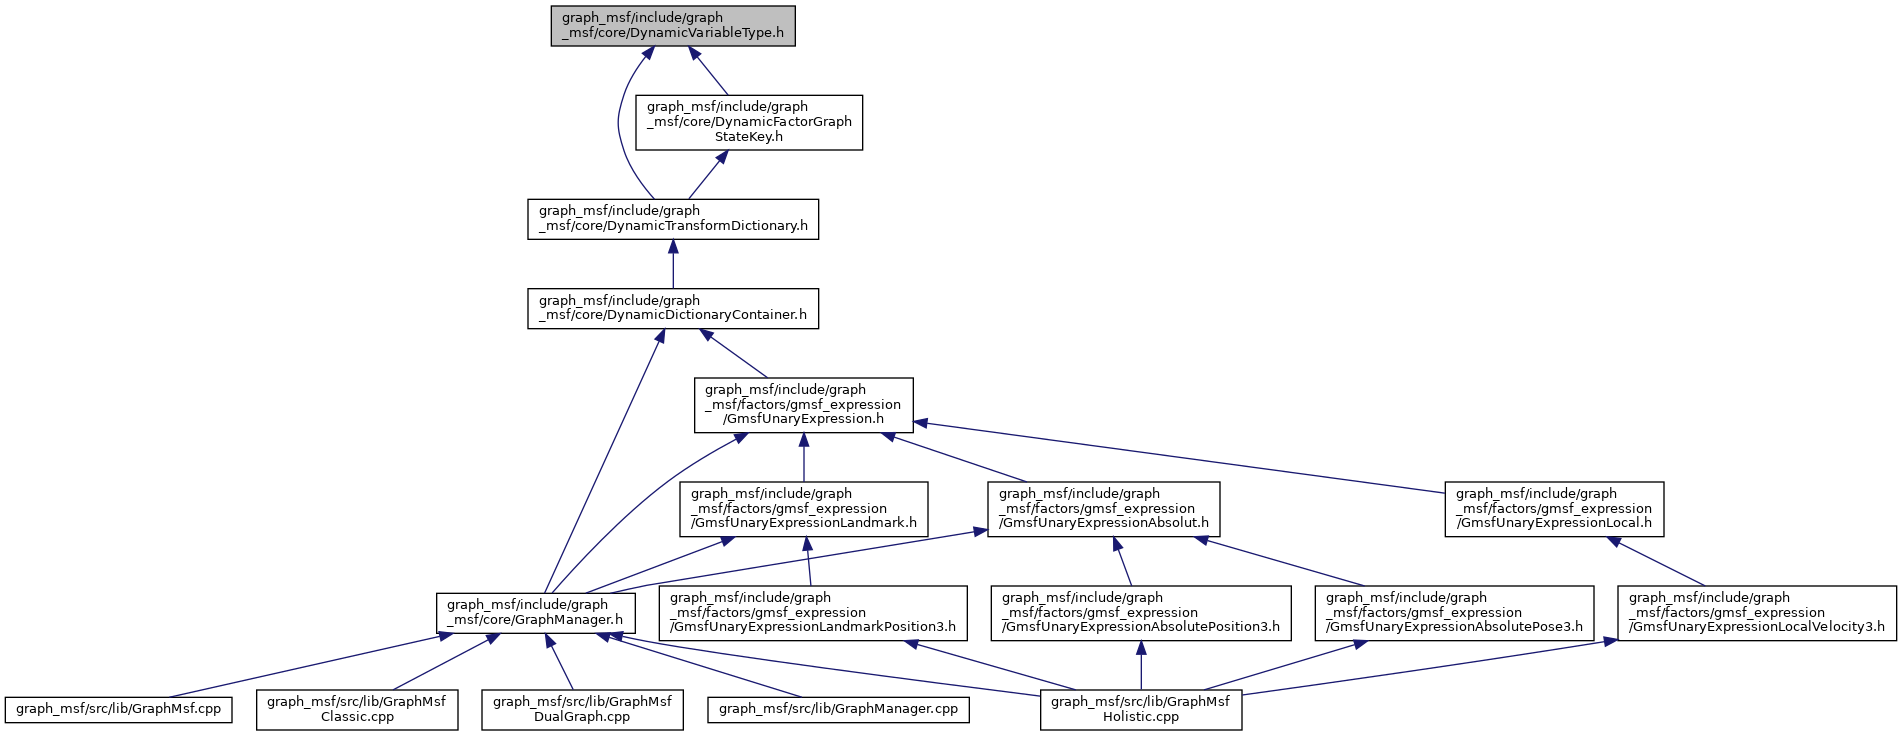 graph_msf/include/graph
_msf/core/DynamicVariableType.h
graph_msf/include/graph
_msf/core/DynamicFactorGraph
StateKey.h
graph_msf/include/graph
_msf/core/DynamicTransformDictionary.h
graph_msf/include/graph
_msf/core/DynamicDictionaryContainer.h
graph_msf/include/graph
_msf/factors/gmsf_expression
/GmsfUnaryExpression.h
graph_msf/include/graph
_msf/factors/gmsf_expression
/GmsfUnaryExpressionLandmark.h
graph_msf/include/graph
_msf/factors/gmsf_expression
/GmsfUnaryExpressionAbsolut.h
graph_msf/include/graph
_msf/factors/gmsf_expression
/GmsfUnaryExpressionLocal.h
graph_msf/include/graph
_msf/core/GraphManager.h
graph_msf/include/graph
_msf/factors/gmsf_expression
/GmsfUnaryExpressionLandmarkPosition3.h
graph_msf/include/graph
_msf/factors/gmsf_expression
/GmsfUnaryExpressionAbsolutePosition3.h
graph_msf/include/graph
_msf/factors/gmsf_expression
/GmsfUnaryExpressionAbsolutePose3.h
graph_msf/include/graph
_msf/factors/gmsf_expression
/GmsfUnaryExpressionLocalVelocity3.h
graph_msf/src/lib/GraphMsf.cpp
graph_msf/src/lib/GraphMsf
Classic.cpp
graph_msf/src/lib/GraphMsf
DualGraph.cpp
graph_msf/src/lib/GraphManager.cpp
graph_msf/src/lib/GraphMsf
Holistic.cpp